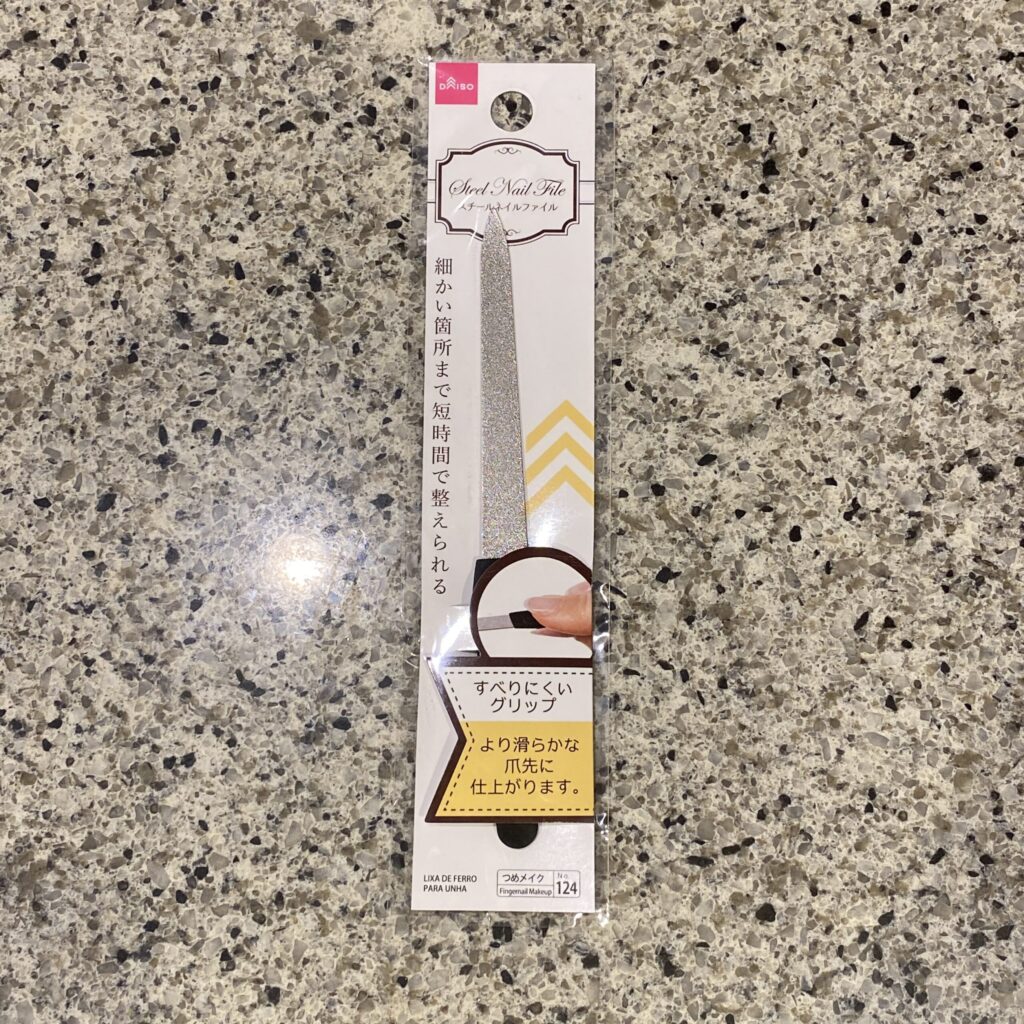 DAISO
Steel Nail File
スチールネイルファイル
細かい箇所まで短時間で整えられる
すべりにくい
グリップ
より滑らかな
爪先に
仕上がります。
LIXA DE FERRO
PARA UNHA
つめメイク
Fingernail Makeup
No.
124